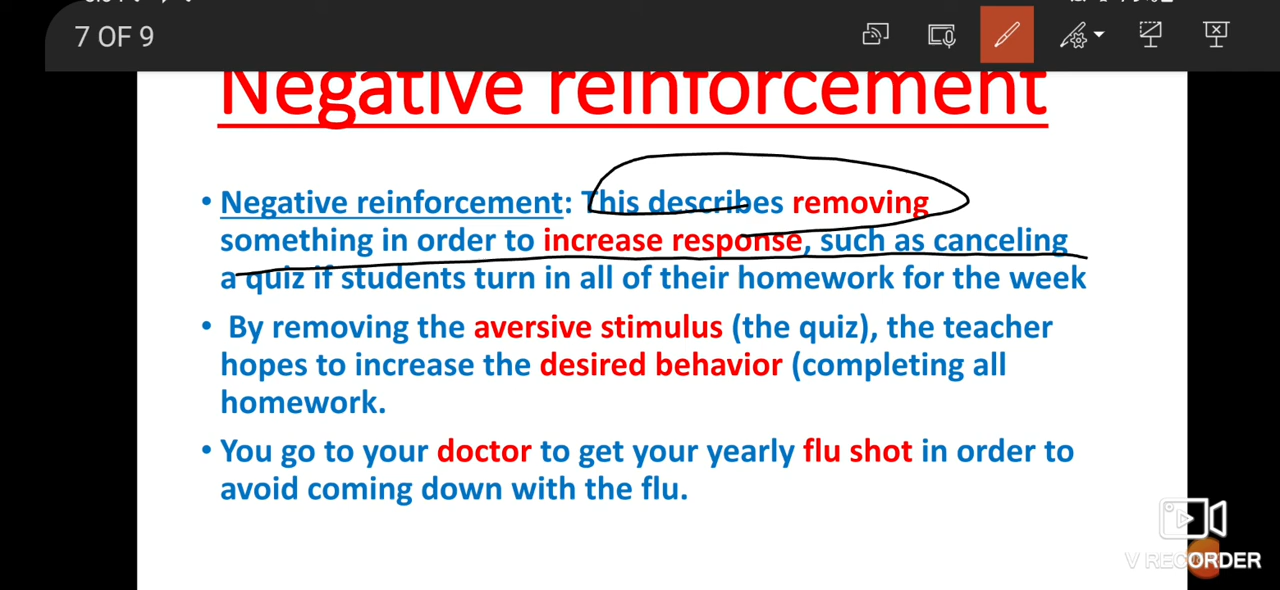 7 OF 9
Negative reinforcement
• Negative reinforcement: This describes removing
something in order to increase response, such as canceling
a quiz if students turn in all of their homework for the week
• By removing the aversive stimulus (the quiz), the teacher
hopes to increase the desired behavior (completing all
homework.
• You go to your doctor to get your yearly flu shot in order to
avoid coming down with the flu.
V RECORDER